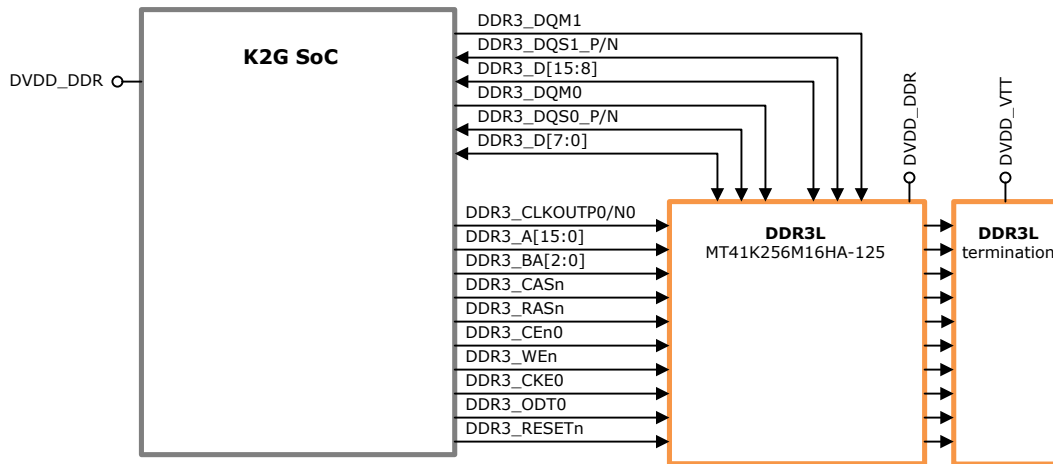 K2G SoC
DVDD_DDR
DDR3_DQM1
DDR3_DQS1_P/N
DDR3_D[15:8]
DDR3_DQM0
DDR3_DQS0_P/N
DDR3_D[7:0]
DVDD_DDR
DVDD_VTT
DDR3_CLKOUTP0/N0
DDR3_A[15:0]
DDR3_BA[2:0]
DDR3_CASn
DDR3_RASn
DDR3_CEn0
DDR3_WEn
DDR3_CKE0
DDR3_ODT0
DDR3_RESETn
DDR3L
MT41K256M16HA-125
DDR3L
termination